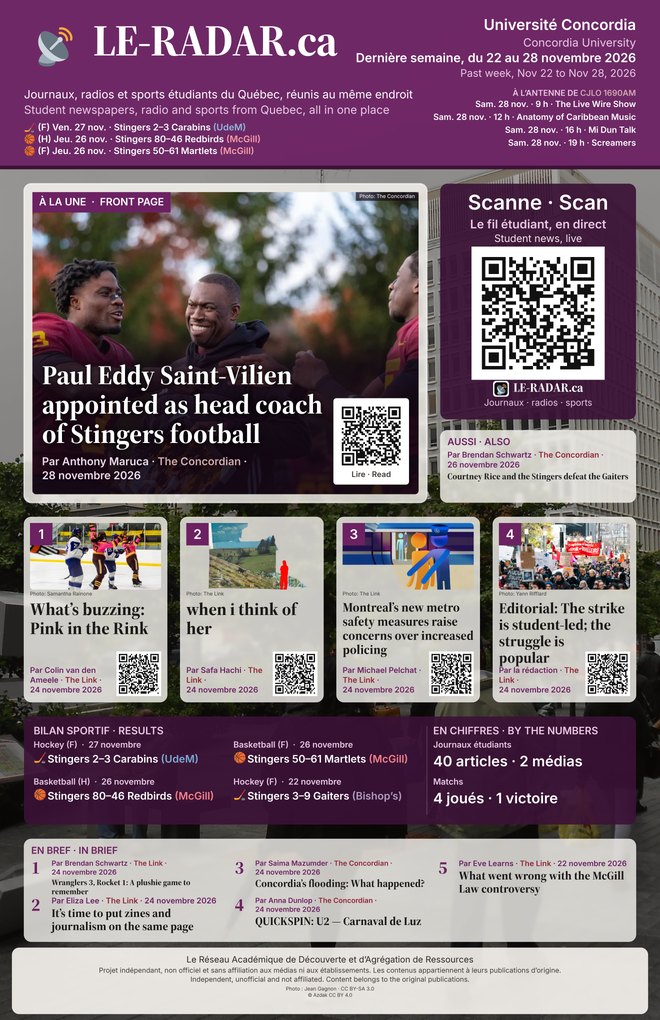 LE-RADAR.ca
Université Concordia
Concordia University
Dernière semaine, du 22 au 28 novembre 2026
Past week, Nov 22 to Nov 28, 2026
Journaux, radios et sports étudiants du Québec, réunis au même endroit
Student newspapers, radio and sports from Quebec, all in one place
(F) Ven. 27 nov. · Stingers 2–3 Carabins (UdeM)
(H) Jeu. 26 nov. · Stingers 80–46 Redbirds (McGill)
(F) Jeu. 26 nov. · Stingers 50–61 Martlets (McGill)
À L'ANTENNE DE CJLO 1690AM
Sam. 28 nov. · 9 h · The Live Wire Show
Sam. 28 nov. · 12 h · Anatomy of Caribbean Music
Sam. 28 nov. · 16 h · Mi Dun Talk
Sam. 28 nov. · 19 h · Screamers
À LA UNE · FRONT PAGE
Photo: The Concordian
Paul Eddy Saint-Vilien
appointed as head coach
of Stingers football
Par Anthony Maruca · The Concordian ·
28 novembre 2026
Lire · Read
Scanne · Scan
Le fil étudiant, en direct
Student news, live
LE-RADAR.ca
Journaux · radios · sports
AUSSI · ALSO
Par Brendan Schwartz · The Concordian ·
26 novembre 2026
Courtney Rice and the Stingers defeat the Gaiters
1
Photo: Samantha Rainone
What's buzzing:
Pink in the Rink
Par Colin van den
Ameele · The Link ·
24 novembre 2026
2
Photo: The Link
when i think of
her
Par Safa Hachi · The
Link ·
24 novembre 2026
3
Photo: The Link
Montreal's new metro
safety measures raise
concerns over increased
policing
Par Michael Pelchat ·
The Link ·
24 novembre 2026
4
Photo: Yann Rifflard
Editorial: The strike
is student-led; the
struggle is
popular
Par la rédaction · The
Link ·
24 novembre 2026
BILAN SPORTIF · RESULTS
Hockey (F) · 27 novembre
Stingers 2–3 Carabins (UdeM)
Basketball (F) · 26 novembre
Stingers 50–61 Martlets (McGill)
Basketball (H) · 26 novembre
Stingers 80–46 Redbirds (McGill)
Hockey (F) · 22 novembre
Stingers 3–9 Gaiters (Bishop's)
EN CHIFFRES · BY THE NUMBERS
Journaux étudiants
40 articles · 2 médias
Matchs
4 joués · 1 victoire
EN BREF · IN BRIEF
1
Par Brendan Schwartz · The Link ·
24 novembre 2026
Wranglers 3, Rocket 1: A plushie game to
remember
2
Par Eliza Lee · The Link · 24 novembre 2026
It's time to put zines and
journalism on the same page
3
Par Saima Mazumder · The Concordian ·
24 novembre 2026
Concordia's flooding: What happened?
4
Par Anna Dunlop · The Concordian ·
24 novembre 2026
QUICKSPIN: U2 — Carnaval de Luz
5
Par Eve Learns · The Link · 22 novembre 2026
What went wrong with the McGill
Law controversy
Le Réseau Académique de Découverte et d'Agrégation de Ressources
Projet indépendant, non officiel et sans affiliation aux médias ni aux établissements. Les contenus appartiennent à leurs publications d'origine.
Independent, unofficial and not affiliated. Content belongs to the original publications.
Photo : Jean Gagnon · CC BY-SA 3.0
© Azdak CC BY 4.0